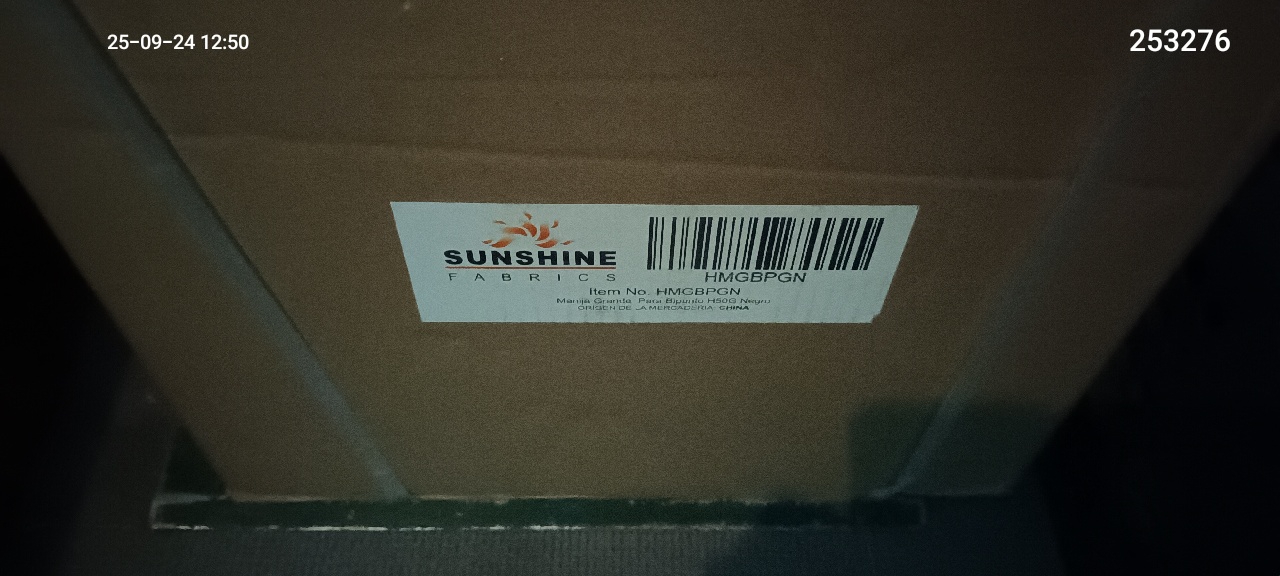 25-09-24 12:50
253276
SUNSHINE
FABRICS
HMGBPGN
Item No. HMGBPGN
Manija Grande Para Bipunto H50G Negro
ORIGEN DE LA MERCADERIA: CHINA